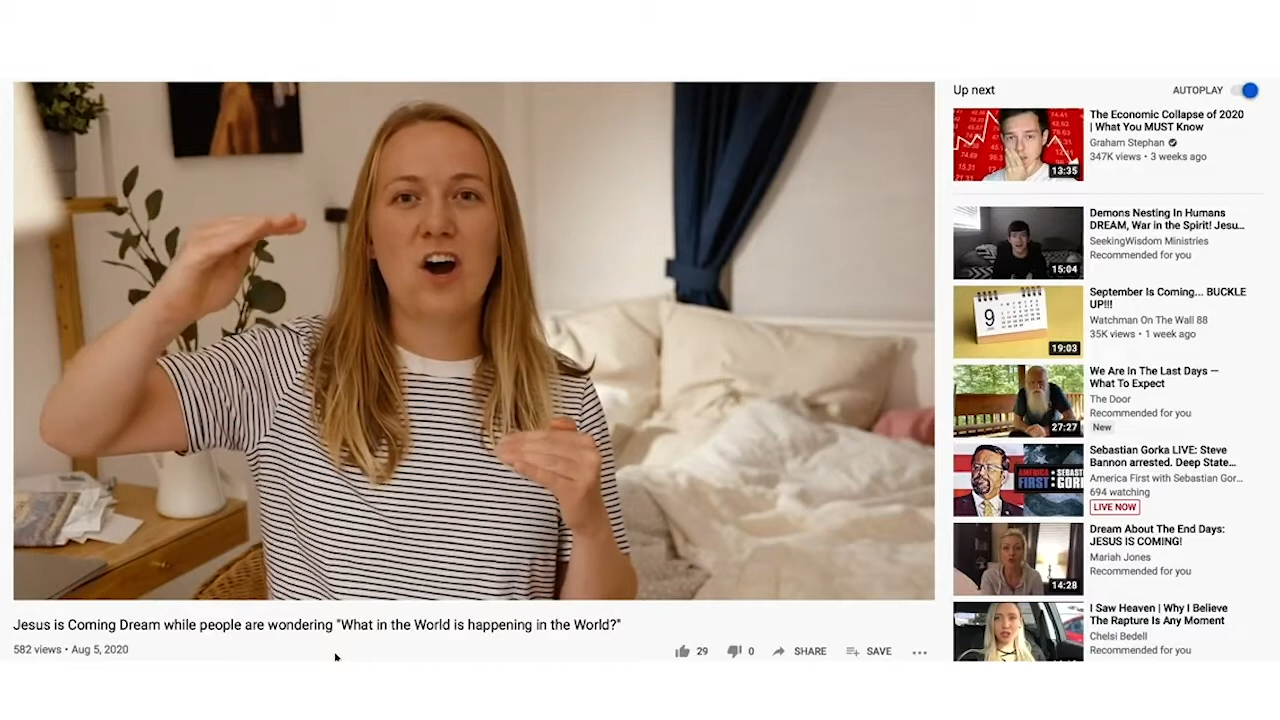 Jesus is Coming Dream while people are wondering "What in the World is happening in the World?"
582 views • Aug 5, 2020
29
0
SHARE
SAVE
Up next
AUTOPLAY
The Economic Collapse of 2020
| What You MUST Know
Graham Stephan
347K views • 3 weeks ago
13:35
Demons Nesting In Humans
DREAM, War in the Spirit! Jesu...
SeekingWisdom Ministries
Recommended for you
15:04
September Is Coming... BUCKLE
UP!!!
Watchman On The Wall 88
35K views • 1 week ago
9
19:03
We Are In The Last Days —
What To Expect
The Door
Recommended for you
New
27:27
Sebastian Gorka LIVE: Steve
Bannon arrested. Deep State...
America First with Sebastian Gor...
694 watching
LIVE NOW
AMERICA
FIRST
Dream About The End Days:
JESUS IS COMING!
Mariah Jones
Recommended for you
14:28
I Saw Heaven | Why I Believe
The Rapture Is Any Moment
Chelsi Bedell
Recommended for you